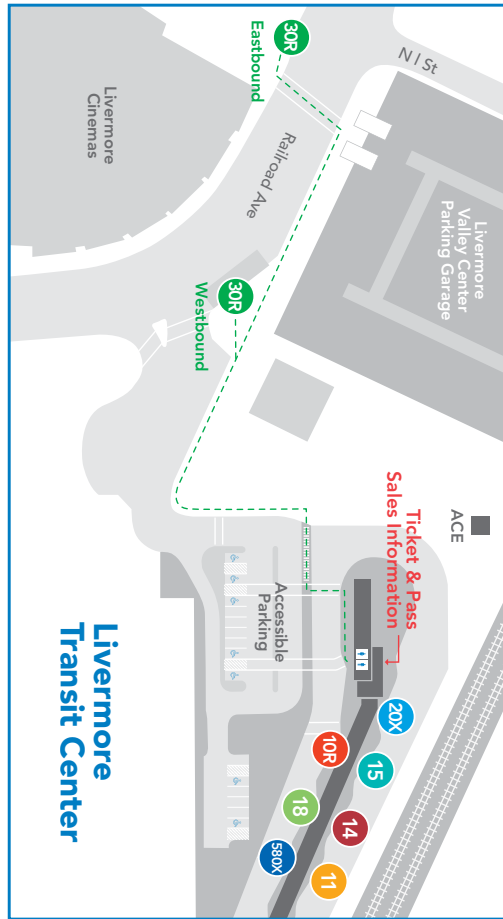 N I St
30R
Eastbound
Livermore
Cinemas
Railroad Ave
Livermore
Valley Center
Parking Garage
30R
Westbound
ACE
Ticket & Pass
Sales Information
Accessible
Parking
20X
15
10R
14
18
11
580X
Livermore
Transit Center